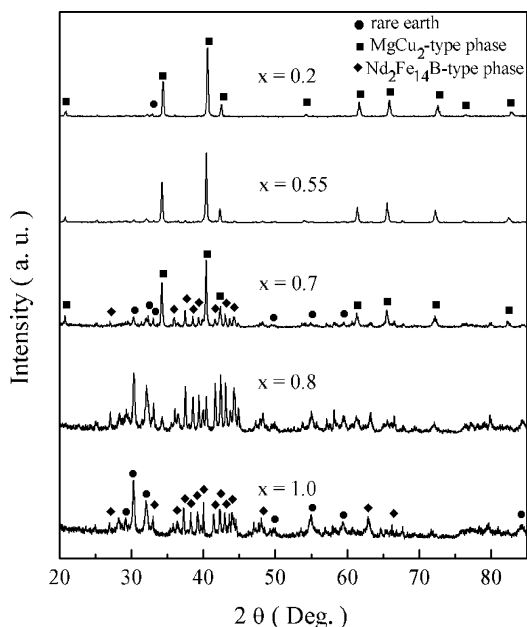 ● rare earth
■ MgCu₂-type phase
◆ Nd₂Fe₁₄B-type phase
x = 0.2
x = 0.55
x = 0.7
x = 0.8
x = 1.0
Intensity ( a. u. )
20 30 40 50 60 70 80
2 θ ( Deg. )